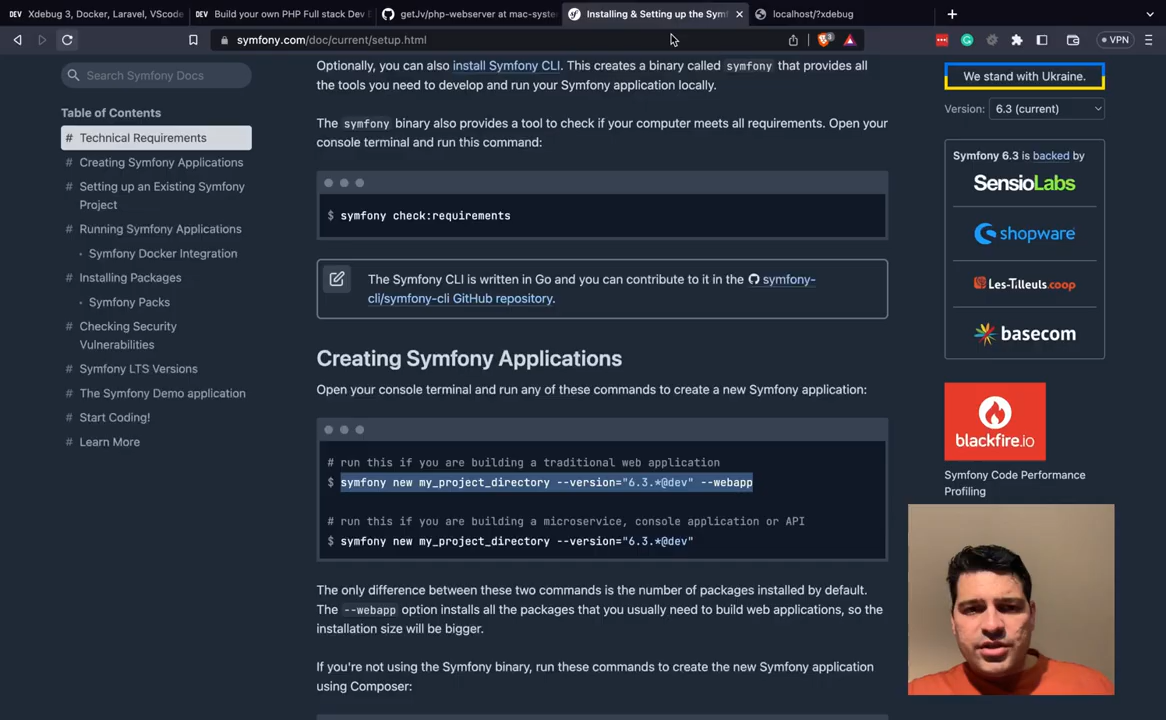 DEV Xdebug 3, Docker, Laravel, VScode
DEV Build your own PHP Full stack Dev E
getJv/php-webserver at mac-syste
Installing & Setting up the Symf
localhost/?xdebug
symfony.com/doc/current/setup.html
3
VPN
Search Symfony Docs
Table of Contents
# Technical Requirements
# Creating Symfony Applications
# Setting up an Existing Symfony
Project
# Running Symfony Applications
Symfony Docker Integration
# Installing Packages
Symfony Packs
# Checking Security
Vulnerabilities
# Symfony LTS Versions
# The Symfony Demo application
# Start Coding!
# Learn More
Optionally, you can also install Symfony CLI. This creates a binary called symfony that provides all
the tools you need to develop and run your Symfony application locally.
The symfony binary also provides a tool to check if your computer meets all requirements. Open your
console terminal and run this command:
$ symfony check:requirements
The Symfony CLI is written in Go and you can contribute to it in the symfony-
cli/symfony-cli GitHub repository.
Creating Symfony Applications
Open your console terminal and run any of these commands to create a new Symfony application:
# run this if you are building a traditional web application
$ symfony new my_project_directory --version="6.3.*@dev" --webapp
# run this if you are building a microservice, console application or API
$ symfony new my_project_directory --version="6.3.*@dev"
The only difference between these two commands is the number of packages installed by default.
The --webapp option installs all the packages that you usually need to build web applications, so the
installation size will be bigger.
If you're not using the Symfony binary, run these commands to create the new Symfony application
using Composer:
We stand with Ukraine.
Version: 6.3 (current)
Symfony 6.3 is backed by
SensioLabs
shopware
Les-Tilleuls.coop
basecom
blackfire.io
Symfony Code Performance
Profiling